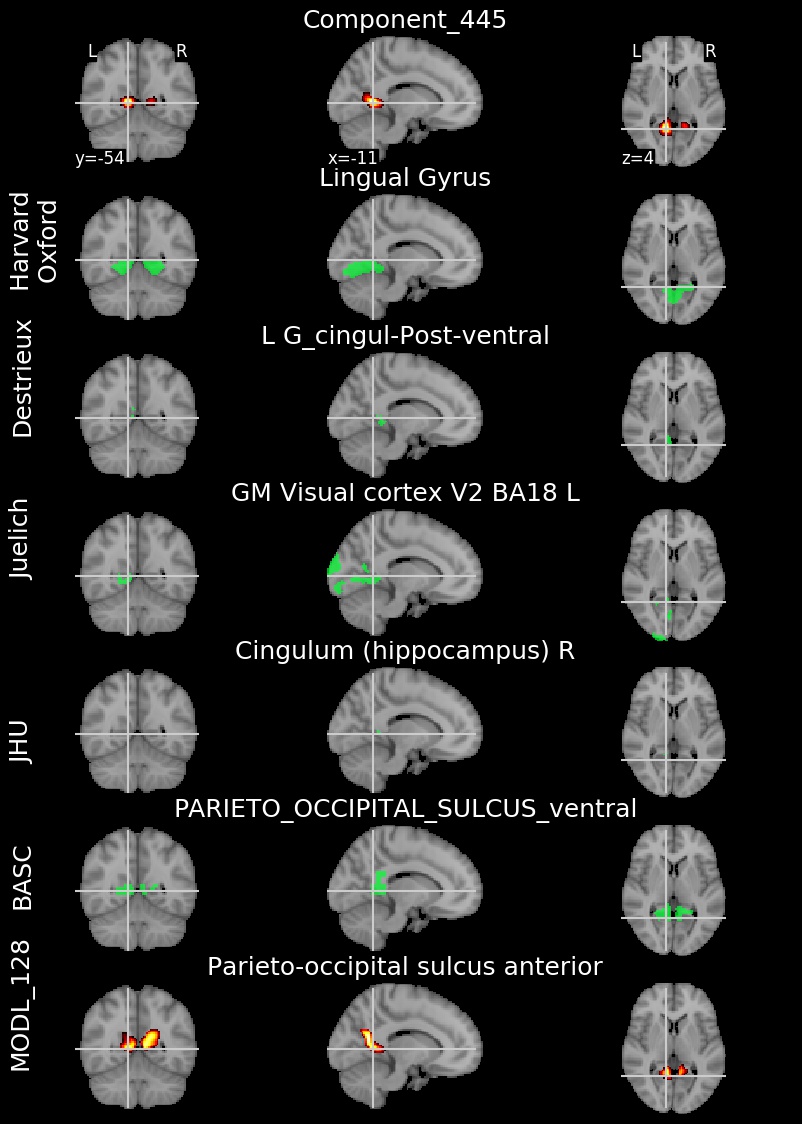 Component_445
L R
L R
y=-54
x=-11
z=4
Lingual Gyrus
Harvard
Oxford
L G_cingul-Post-ventral
Destrieux
GM Visual cortex V2 BA18 L
Juelich
Cingulum (hippocampus) R
JHU
PARIETO_OCCIPITAL_SULCUS_ventral
BASC
Parieto-occipital sulcus anterior
MODL_128